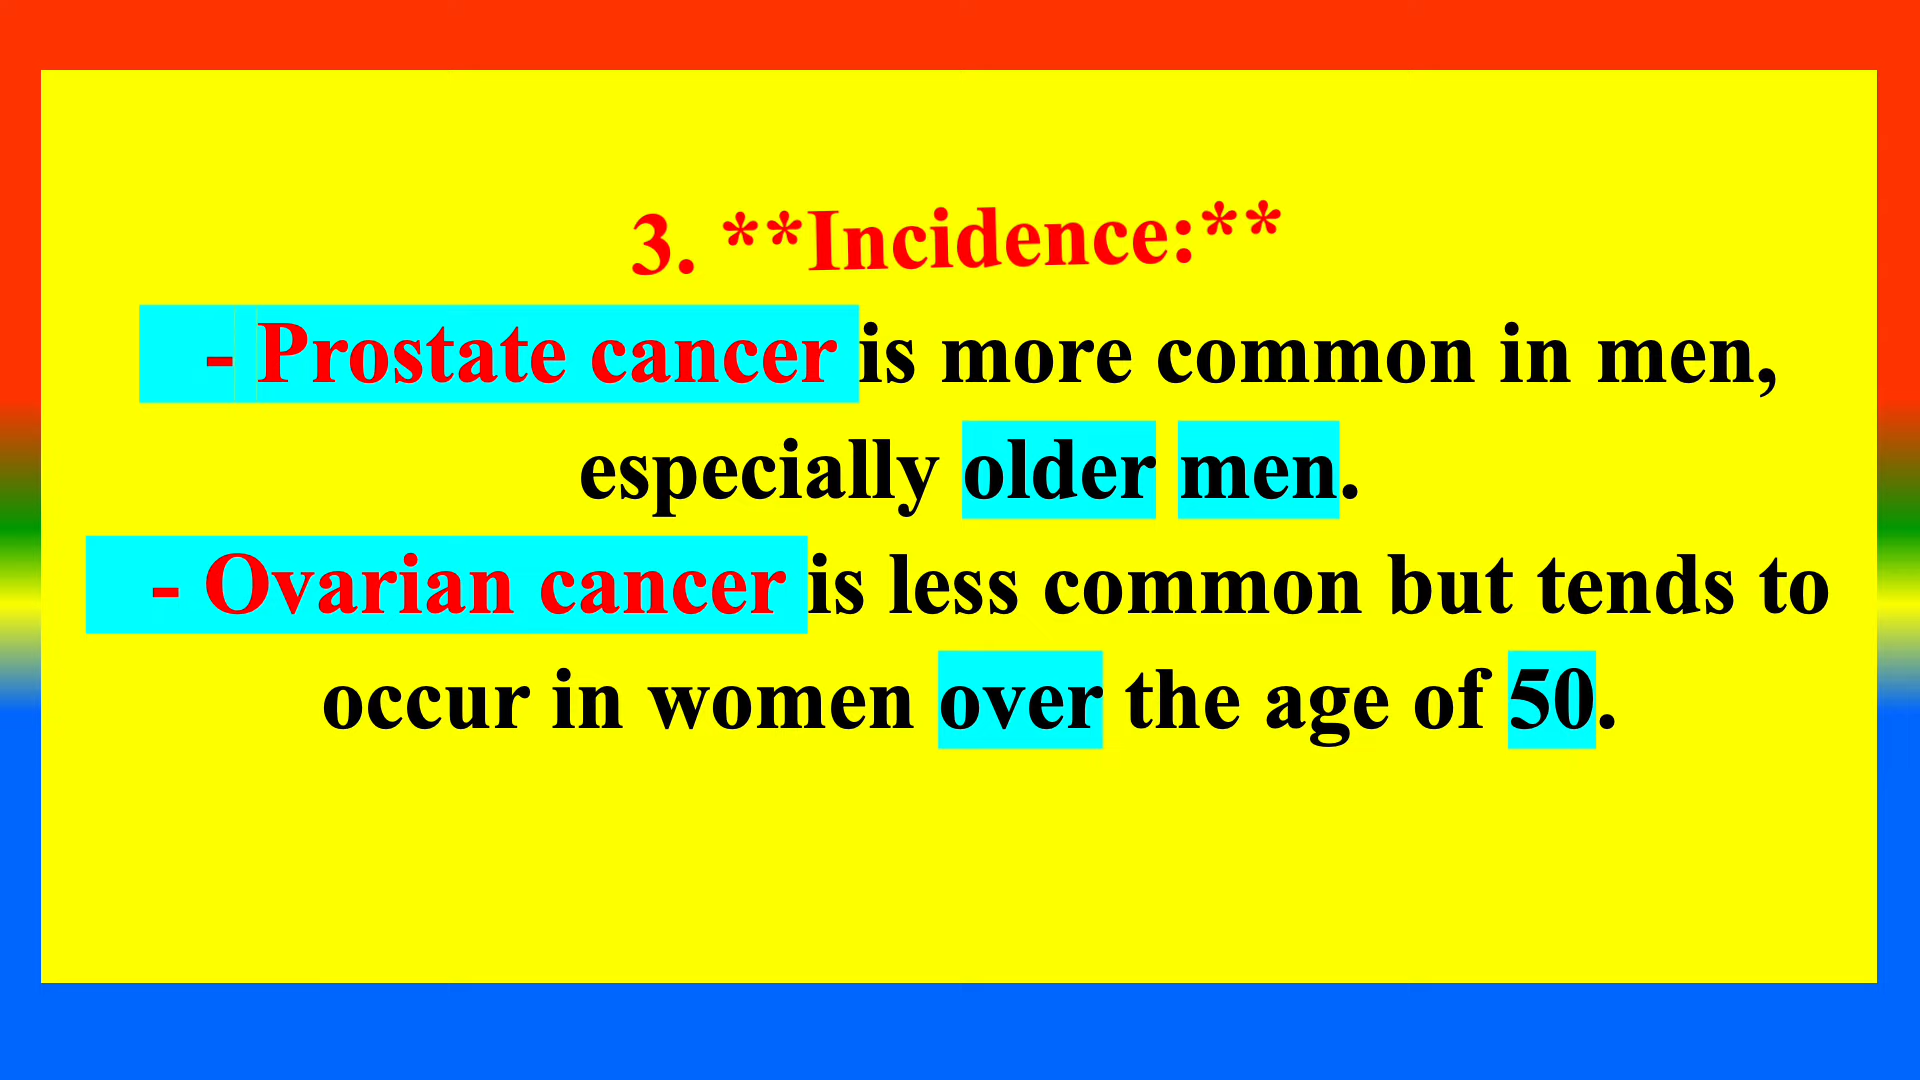 3. **Incidence:**
- Prostate cancer is more common in men,
especially older men.
- Ovarian cancer is less common but tends to
occur in women over the age of 50.